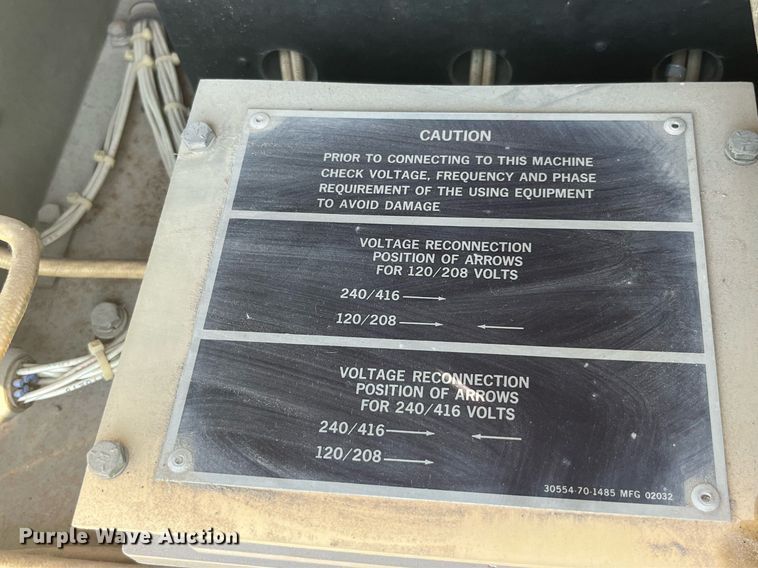 CAUTION
PRIOR TO CONNECTING TO THIS MACHINE
CHECK VOLTAGE, FREQUENCY AND PHASE
REQUIREMENT OF THE USING EQUIPMENT
TO AVOID DAMAGE
VOLTAGE RECONNECTION
POSITION OF ARROWS
FOR 120/208 VOLTS
240/416
120/208
VOLTAGE RECONNECTION
POSITION OF ARROWS
FOR 240/416 VOLTS
240/416
120/208
30554-70-1485 MFG 02032
Purple Wave Auction